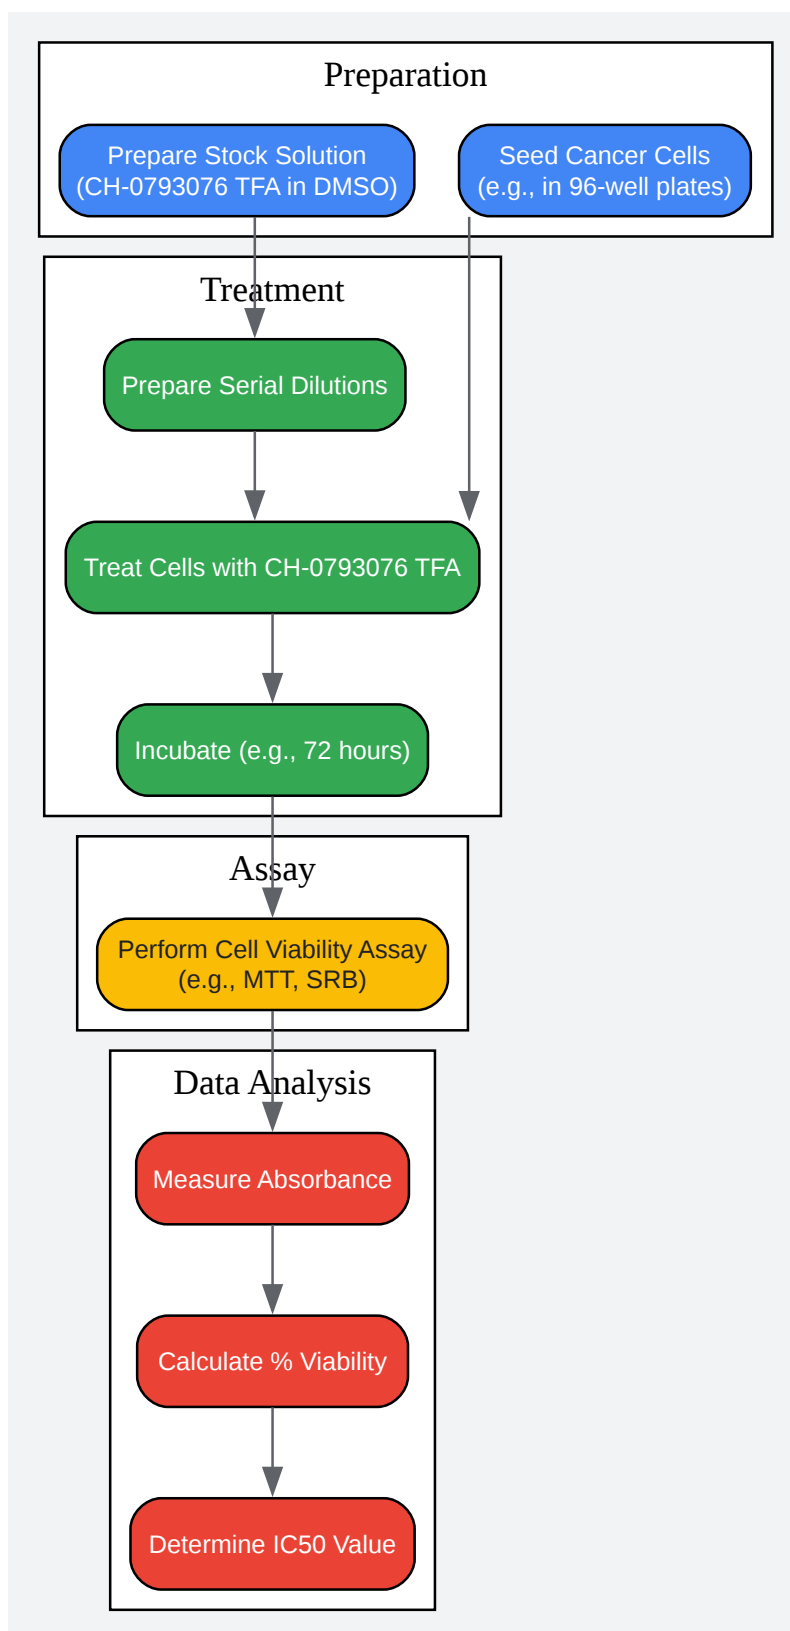 Preparation
Prepare Stock Solution
(CH-0793076 TFA in DMSO)
Seed Cancer Cells
(e.g., in 96-well plates)
Treatment
Prepare Serial Dilutions
Treat Cells with CH-0793076 TFA
Incubate (e.g., 72 hours)
Assay
Perform Cell Viability Assay
(e.g., MTT, SRB)
Data Analysis
Measure Absorbance
Calculate % Viability
Determine IC50 Value